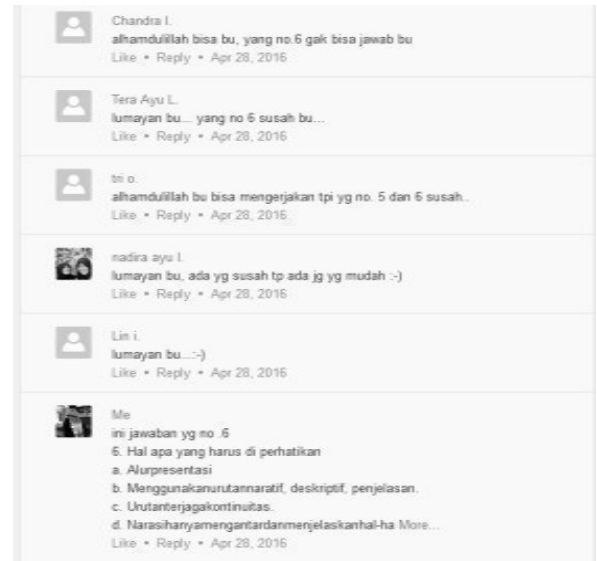 Chandra I.
alhamdulillah bisa bu, yang no.6 gak bisa jawab bu
Like • Reply • Apr 28, 2016
Tera Ayu L.
lumayan bu... yang no 6 susah bu...
Like • Reply • Apr 28, 2016
tri o.
alhamdulillah bu bisa mengerjakan tpi yg no. 5 dan 6 susah..
Like • Reply • Apr 28, 2016
nadira ayu l.
lumayan bu, ada yg susah tp ada jg yg mudah :-)
Like • Reply • Apr 28, 2016
Lin i.
lumayan bu...:-)
Like • Reply • Apr 28, 2016
Me
ini jawaban yg no .6
6. Hal apa yang harus di perhatikan
a. Alurpresentasi
b. Menggunakanurutannaratif, deskriptif, penjelasan.
c. Urutanterjagakontinuitas.
d. Narasihanyamengantardanmenjelaskanhal-ha More...
Like • Reply • Apr 28, 2016